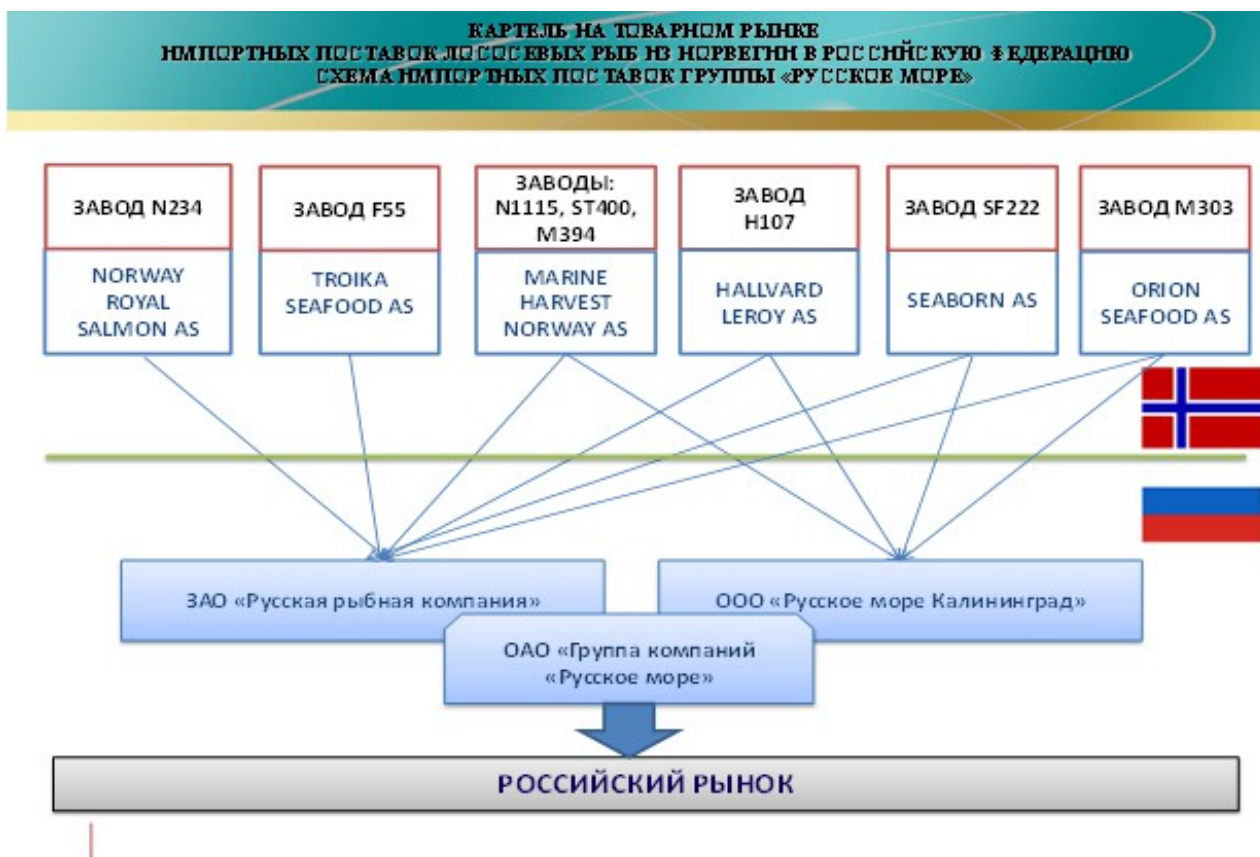 КАРТЕЛЬ НА ТОВАРНОМ РЫНКЕ
ИМПОРТНЫХ ПОСТАВОК ЛОСОСЕВЫХ РЫБ ИЗ НОРВЕГИИ В РОССИЙСКУЮ ФЕДЕРАЦИЮ
СХЕМА ИМПОРТНЫХ ПОСТАВОК ГРУППЫ «РУССКОЕ МОРЕ»
ЗАВОД N234
NORWAY
ROYAL
SALMON AS
ЗАВОД F55
TROIKA
SEAFOOD AS
ЗАВОДЫ:
N1115, ST400,
M394
MARINE
HARVEST
NORWAY AS
ЗАВОД
H107
HALLVARD
LEROY AS
ЗАВОД SF222
SEABORN AS
ЗАВОД M303
ORION
SEAFOOD AS
ЗАО «Русская рыбная компания»
ООО «Русское море Калининград»
ОАО «Группа компаний
«Русское море»
РОССИЙСКИЙ РЫНОК